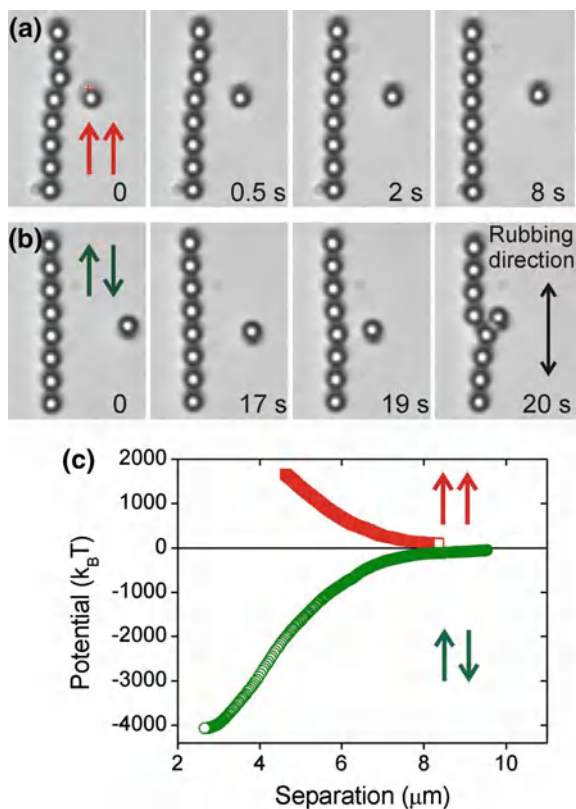 (a)
0
0.5 s
2 s
8 s
(b)
Rubbing
direction
0
17 s
19 s
20 s
(c)
2000
1000
0
-1000
-2000
-3000
-4000
Potential (kBT)
2
4
6
8
10
Separation (μm)